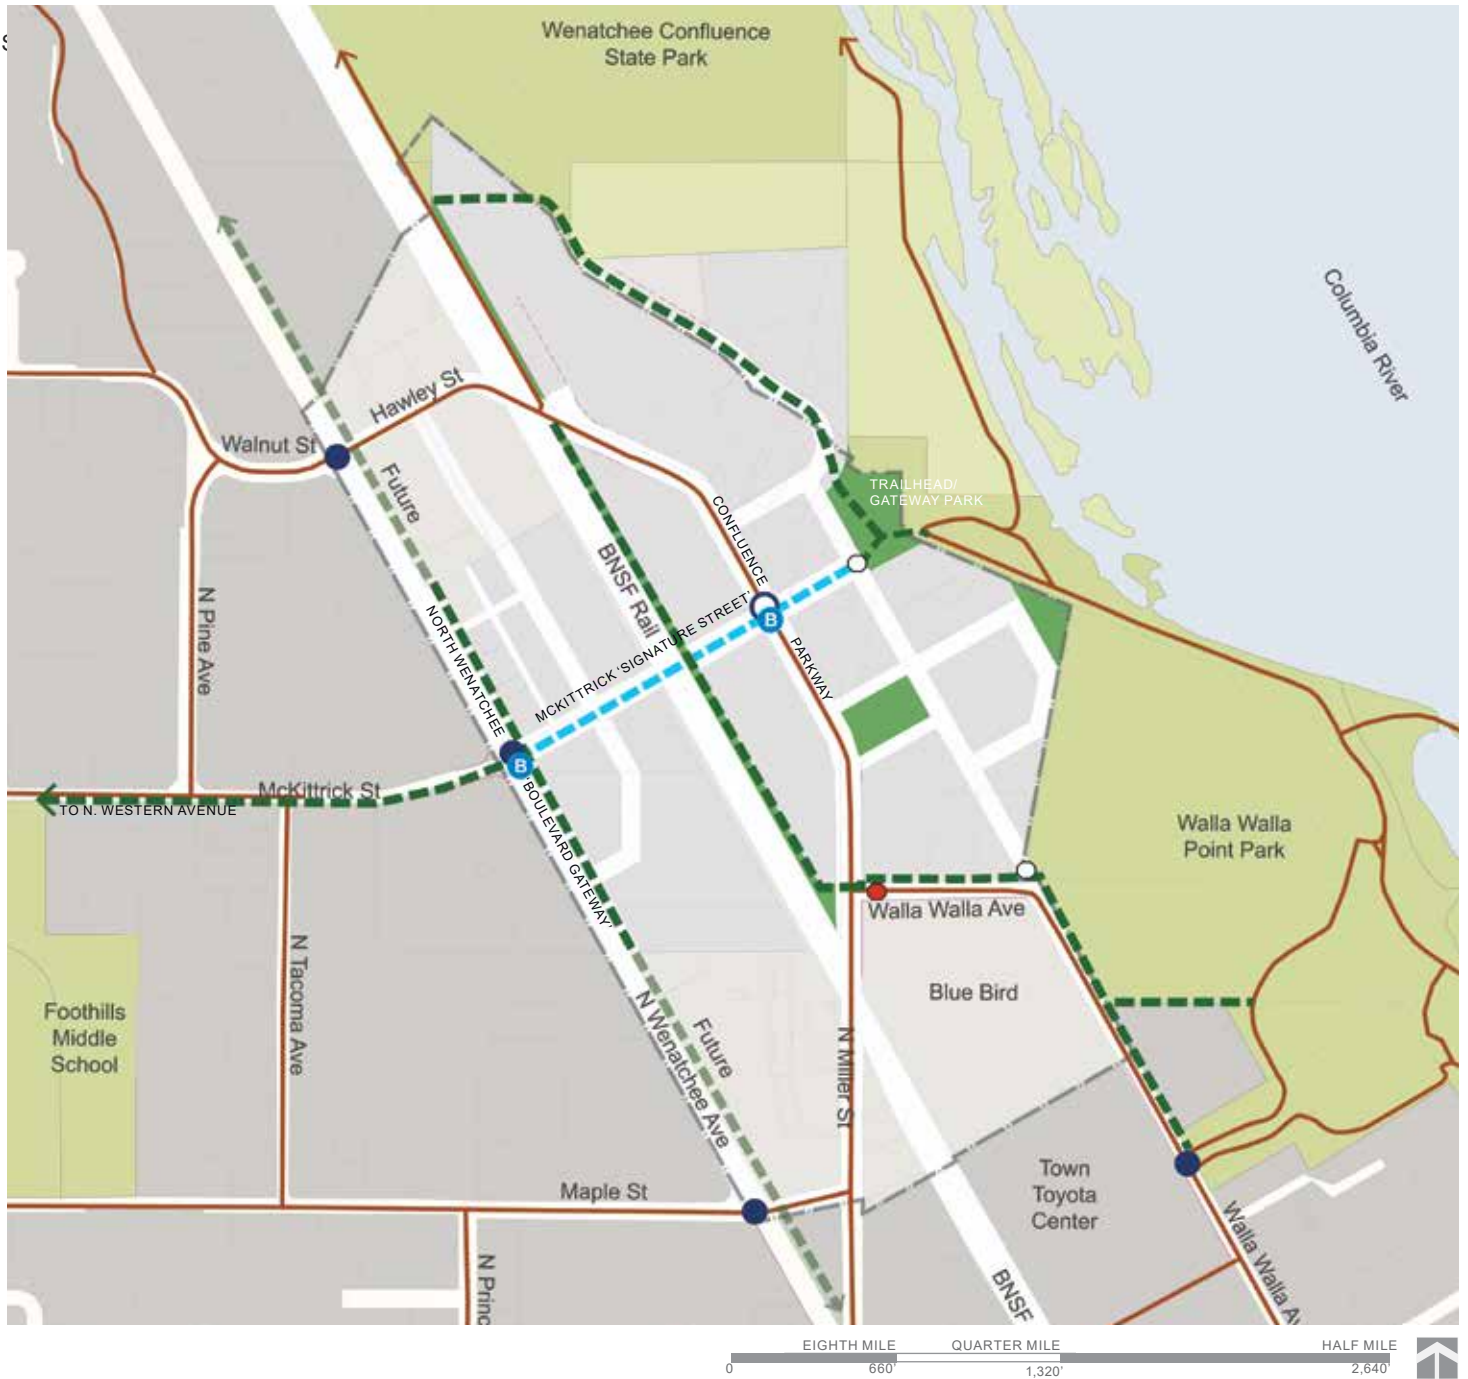 Wenatchee Confluence
State Park
Columbia River
Hawley St
Walnut St
Future
TRAILHEAD/
GATEWAY PARK
CONFLUENCE
PARKWAY
BNSF Rail
N Pine Ave
NORTH WENATCHEE
'BOULEVARD GATEWAY'
MCKITTRICK 'SIGNATURE STREET'
B
B
McKittrick St
TO N. WESTERN AVENUE
Walla Walla
Point Park
Walla Walla Ave
Blue Bird
N Tacoma Ave
Foothills
Middle
School
N Wenatchee Ave
Future
N Miller St
Maple St
Town
Toyota
Center
N Princ
BNSF
Walla Walla Av
EIGHTH MILE QUARTER MILE HALF MILE
0 660' 1,320' 2,640'